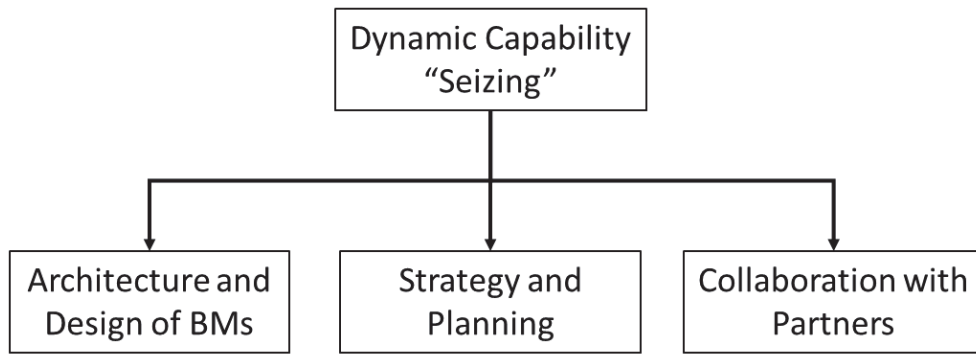 Dynamic Capability
“Seizing”
Architecture and
Design of BMs
Strategy and
Planning
Collaboration with
Partners